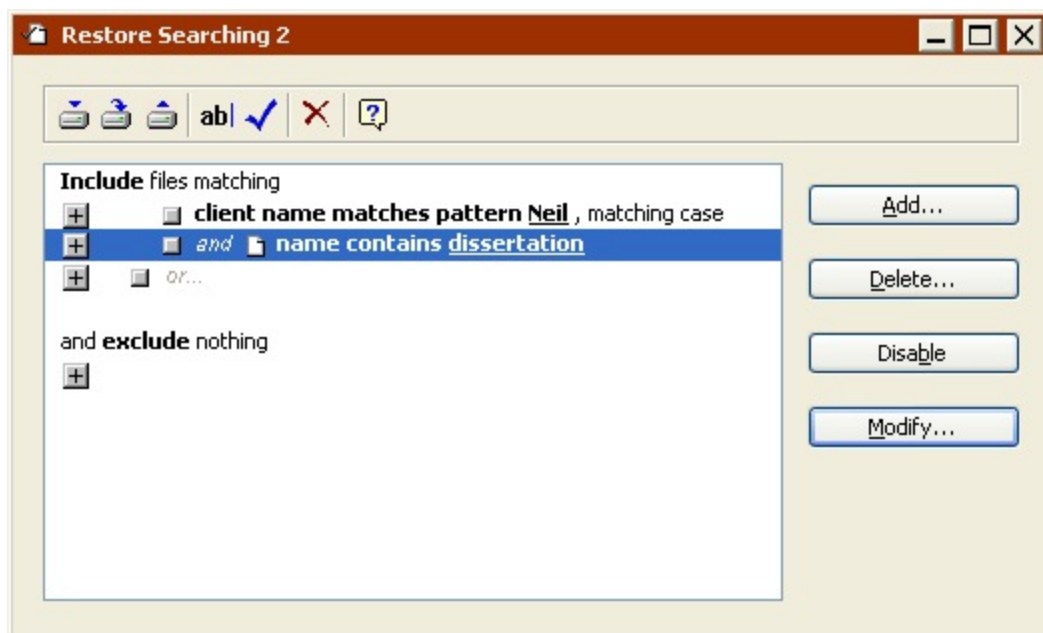 Restore Searching 2
ab|
Include files matching
client name matches pattern Neil , matching case
and name contains dissertation
or...
and exclude nothing
Add...
Delete...
Disable
Modify...